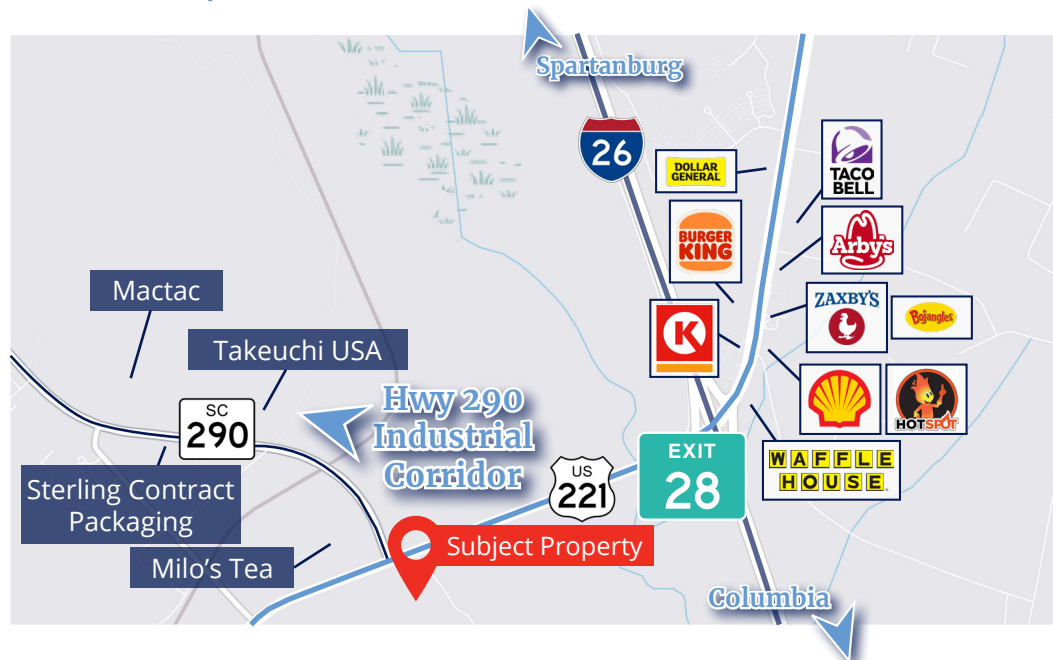 Spartanburg
26
DOLLAR
GENERAL
TACO
BELL
BURGER
KING
Arby's
ZAXBY'S
Bojangles
Mactac
K
Takeuchi USA
SC
290
Hwy 290
Industrial
Corridor
HOTSPOT
EXIT
28
WAFFLE
HOUSE
US
221
Sterling Contract
Packaging
Subject Property
Milo's Tea
Columbia